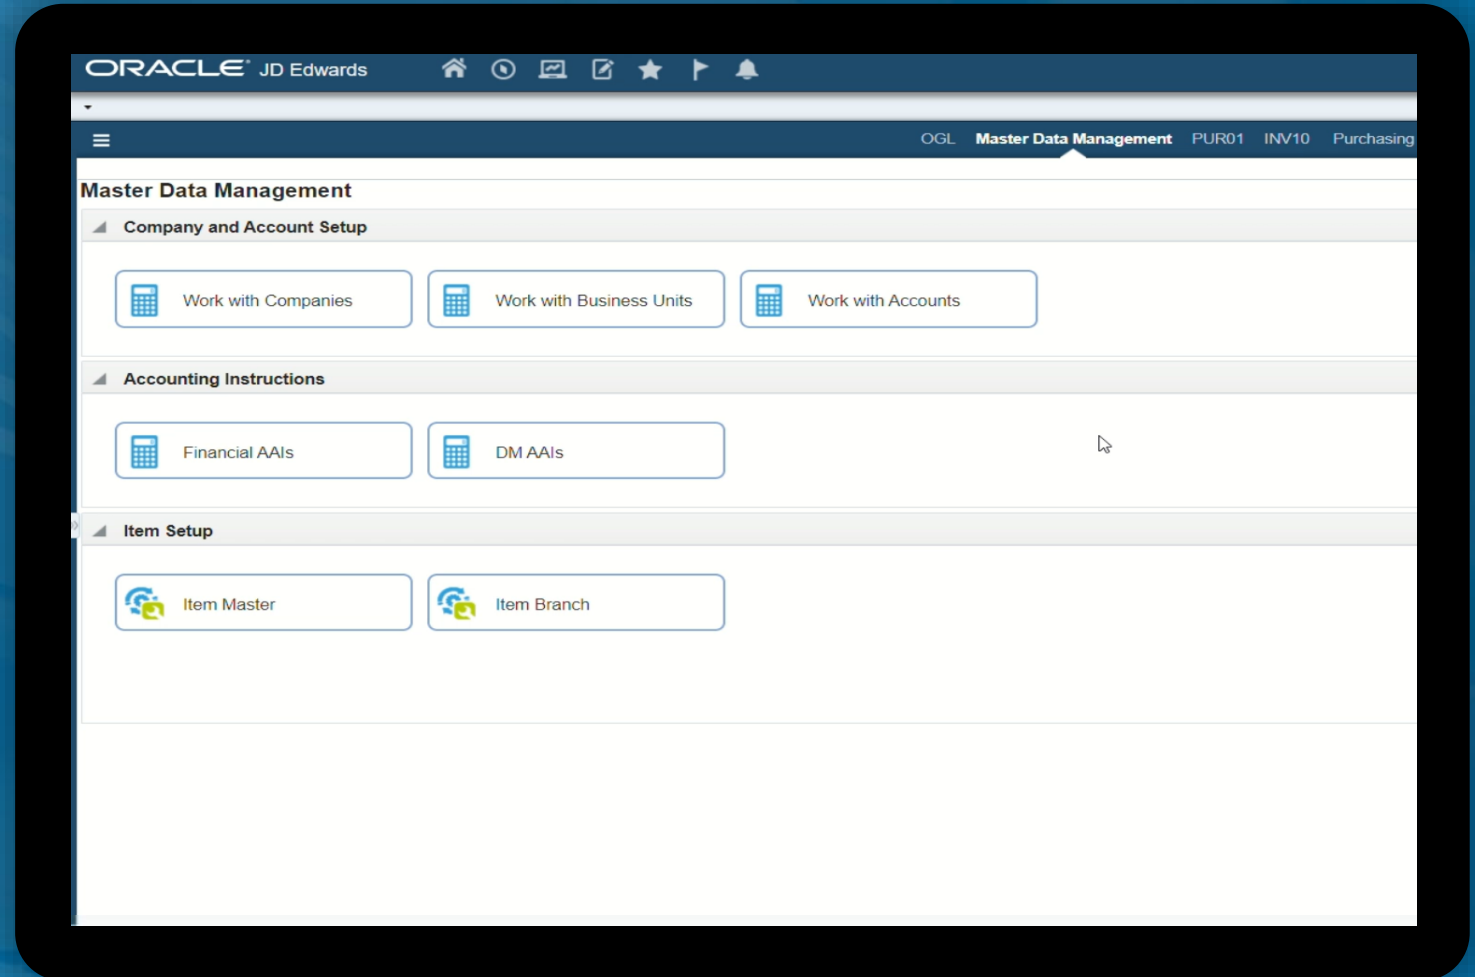 ORACLE JD Edwards
OGL Master Data Management PUR01 INV10 Purchasing
Master Data Management
Company and Account Setup
Work with Companies Work with Business Units Work with Accounts
Accounting Instructions
Financial AAIs DM AAIs
Item Setup
Item Master Item Branch